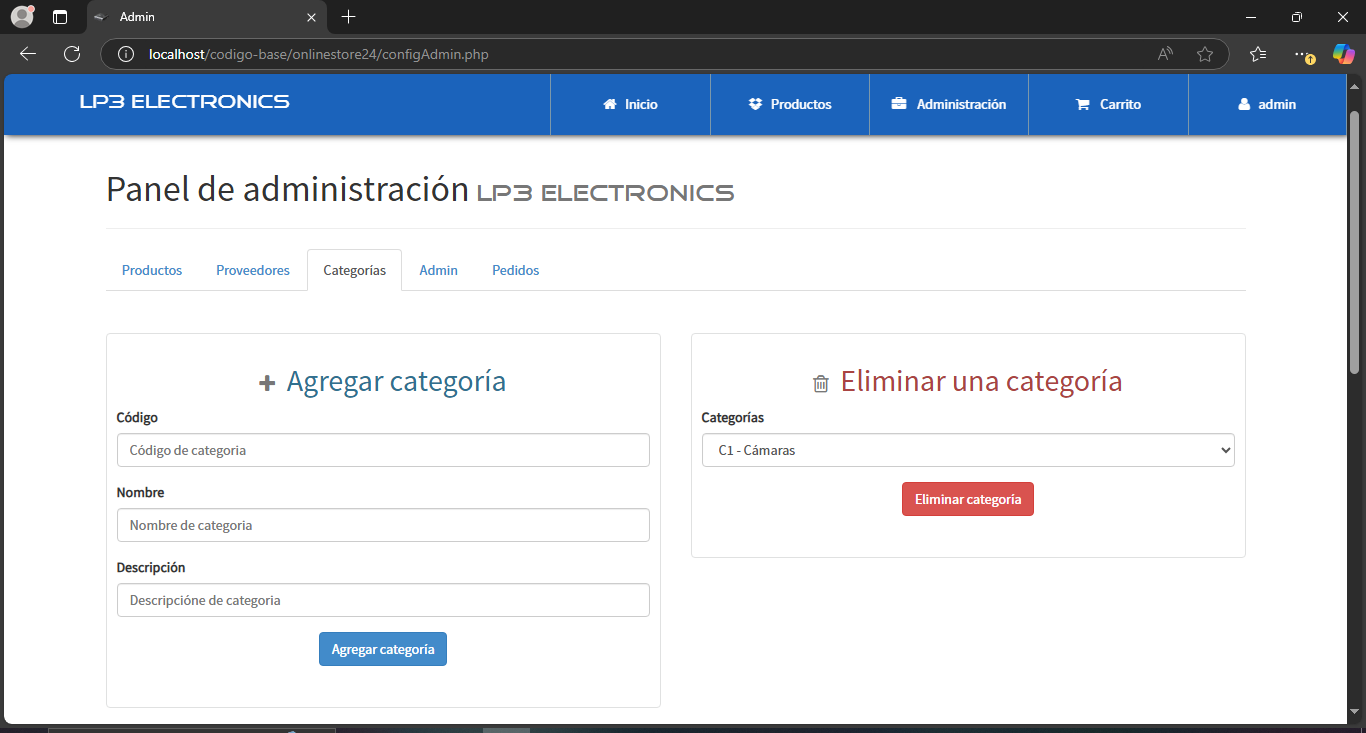 Admin
localhost/codigo-base/onlinestore24/configAdmin.php
LP3 ELECTRONICS
Inicio
Productos
Administración
Carrito
admin
Panel de administración LP3 ELECTRONICS
Productos
Proveedores
Categorías
Admin
Pedidos
Agregar categoría
Código
Código de categoria
Nombre
Nombre de categoria
Descripción
Descripcióne de categoria
Agregar categoría
Eliminar una categoría
Categorías
C1 - Cámaras
Eliminar categoría